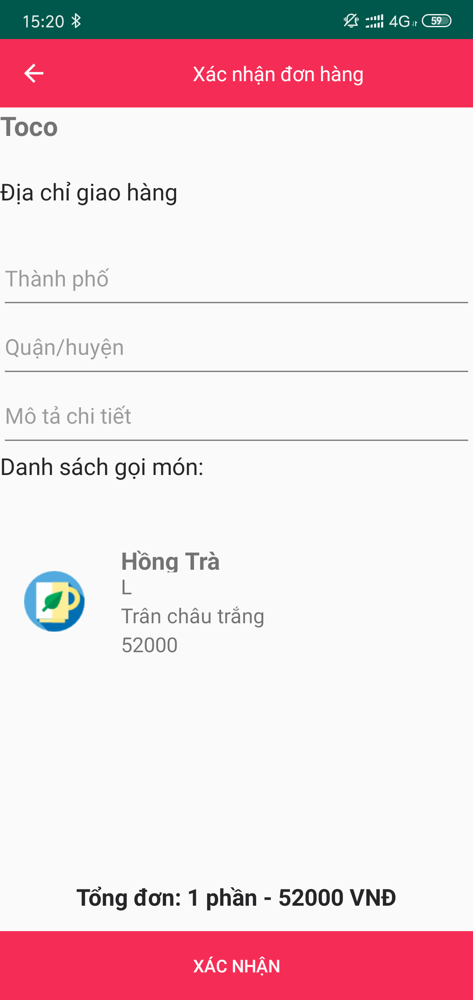 15:20 4G 59
Xác nhận đơn hàng
Toco
Địa chỉ giao hàng
Thành phố
Quận/huyện
Mô tả chi tiết
Danh sách gọi món:
Hồng Trà
L
Trân châu trắng
52000
Tổng đơn: 1 phần - 52000 VNĐ
XÁC NHẬN